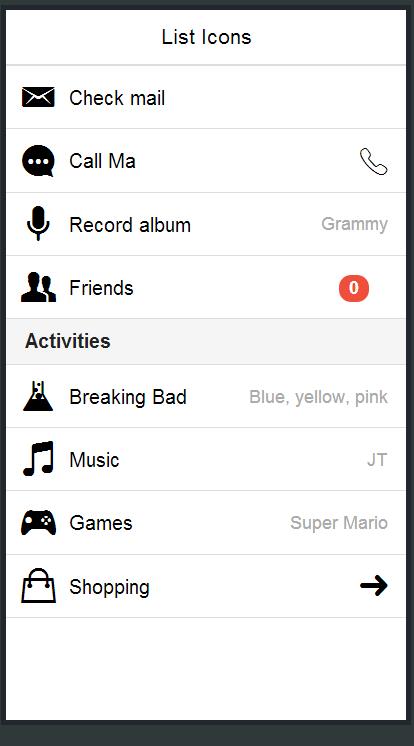 List Icons
Check mail
Call Ma
Record album Grammy
Friends 0
Activities
Breaking Bad Blue, yellow, pink
Music JT
Games Super Mario
Shopping